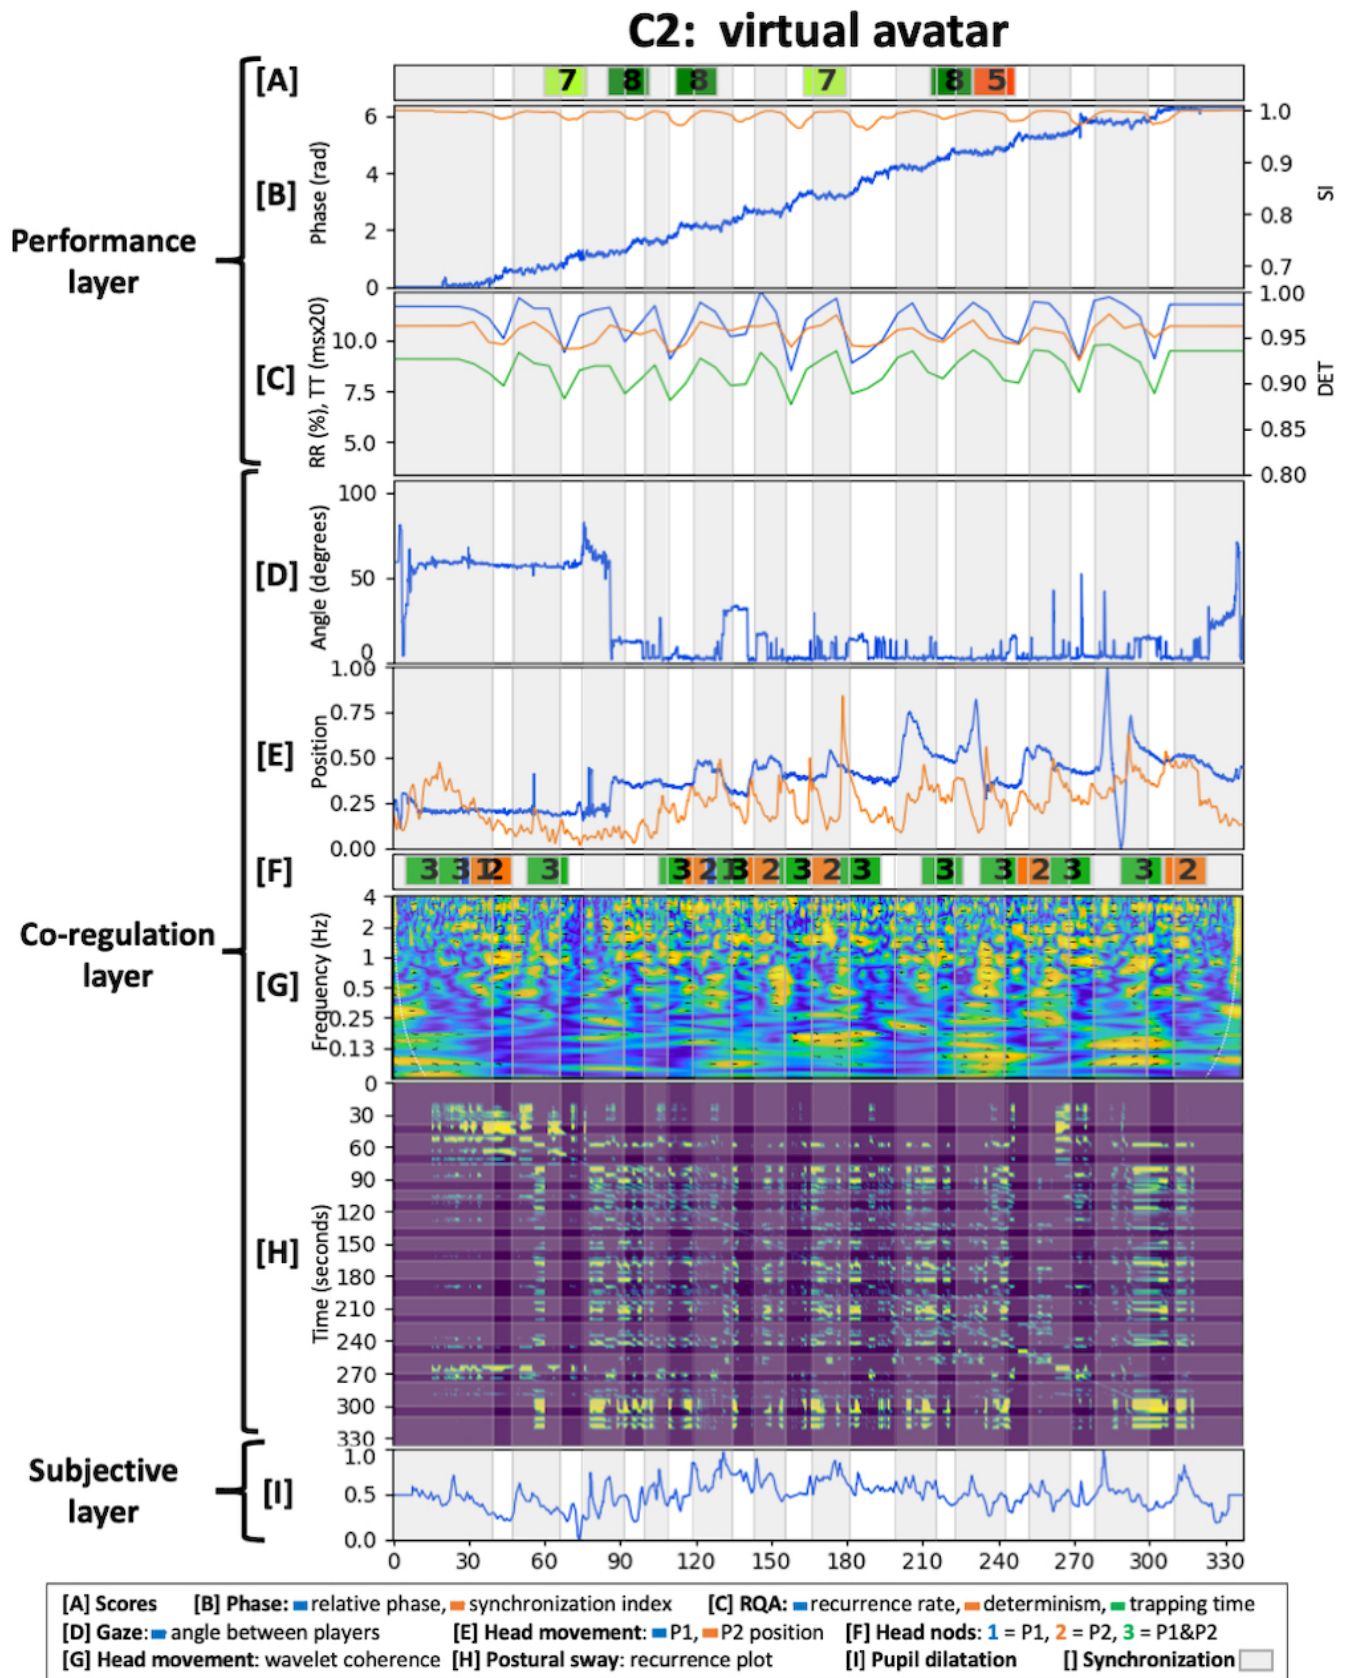 C2: virtual avatar
[A]
7 8 8 7 8 5
Performance
layer
[B]
Phase (rad)
6
4
2
0
1.0
0.9
0.8
0.7
SI
[C]
RR (%), TT (msx20)
10.0
7.5
5.0
1.00
0.95
0.90
0.85
0.80
DET
[D]
Angle (degrees)
100
50
0
[E]
Position
1.00
0.75
0.50
0.25
0.00
[F]
3 3 1 2 3 3 2 1 3 2 3 2 3 3 3 2 3 3 2
Co-regulation
layer
[G]
Frequency (Hz)
4
2
1
0.5
0.25
0.13
[H]
Time (seconds)
0
30
60
90
120
150
180
210
240
270
300
330
Subjective
layer
[I]
1.0
0.5
0.0
0 30 60 90 120 150 180 210 240 270 300 330
[A] Scores [B] Phase: relative phase, synchronization index [C] RQA: recurrence rate, determinism, trapping time
[D] Gaze: angle between players [E] Head movement: P1, P2 position [F] Head nods: 1 = P1, 2 = P2, 3 = P1&P2
[G] Head movement: wavelet coherence [H] Postural sway: recurrence plot [I] Pupil dilatation [] Synchronization